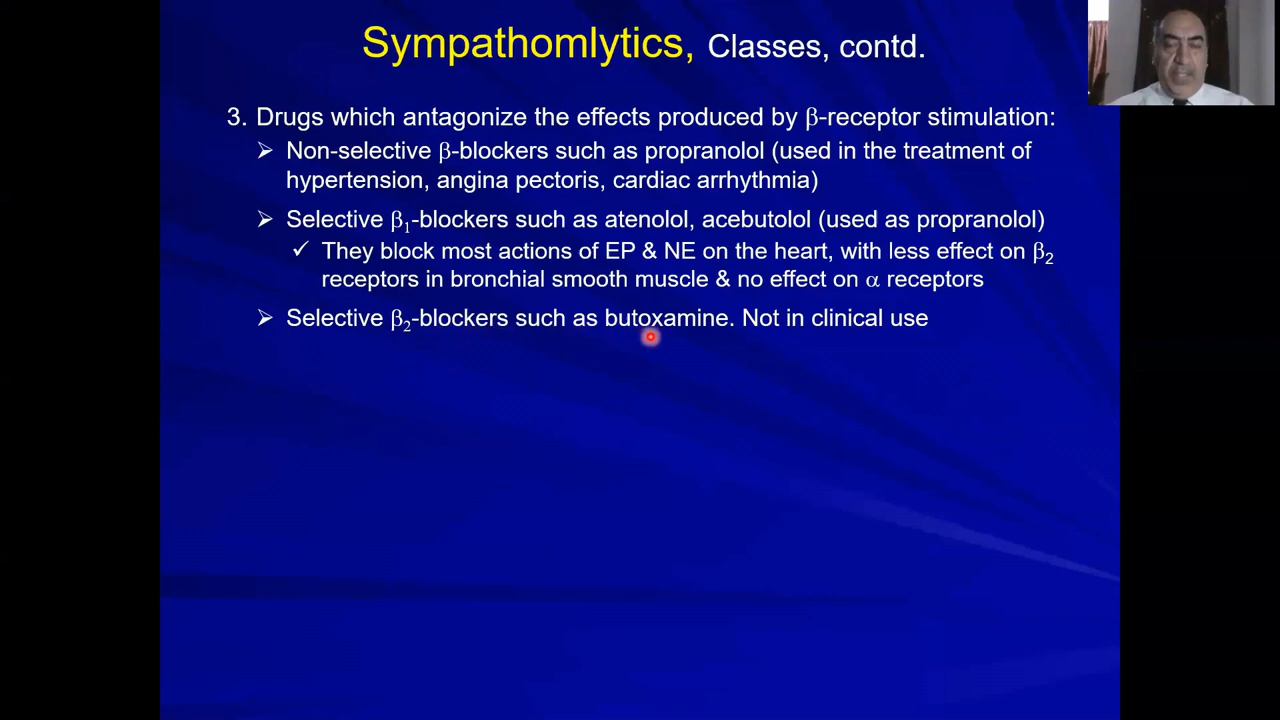 Sympathomlytics, Classes, contd.
3. Drugs which antagonize the effects produced by β-receptor stimulation:
➢ Non-selective β-blockers such as propranolol (used in the treatment of
hypertension, angina pectoris, cardiac arrhythmia)
➢ Selective β₁-blockers such as atenolol, acebutolol (used as propranolol)
✓ They block most actions of EP & NE on the heart, with less effect on β₂
receptors in bronchial smooth muscle & no effect on α receptors
➢ Selective β₂-blockers such as butoxamine. Not in clinical use